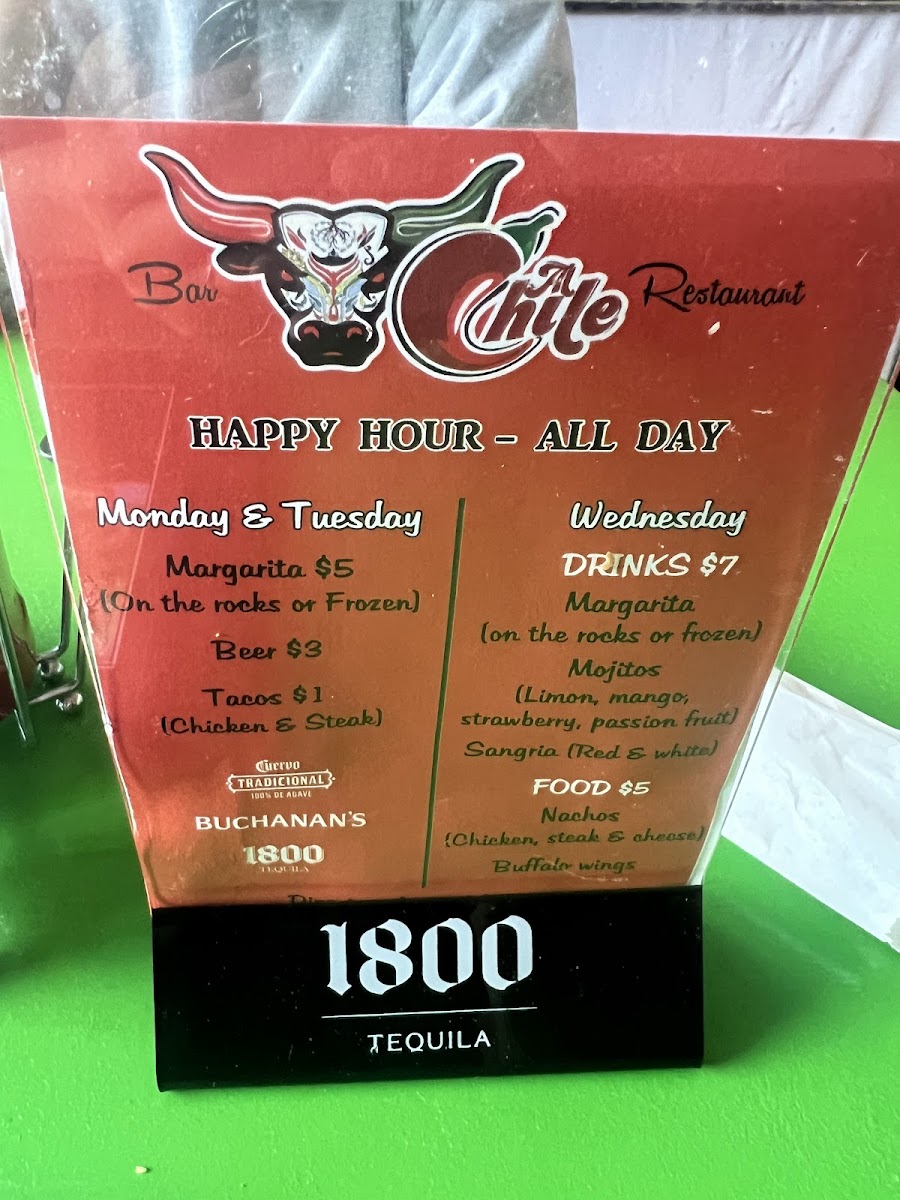 Bar
A
Chile
Restaurant
HAPPY HOUR - ALL DAY
Monday & Tuesday
Margarita $5
(On the rocks or Frozen)
Beer $3
Tacos $1
(Chicken & Steak)
Cuervo
TRADICIONAL
100% DE AGAVE
BUCHANAN'S
1800
TEQUILA
Wednesday
DRINKS $7
Margarita
(on the rocks or frozen)
Mojitos
(Limon, mango,
strawberry, passion fruit)
Sangria (Red & white)
FOOD $5
Nachos
(Chicken, steak & cheese)
Buffalo wings
1800
TEQUILA